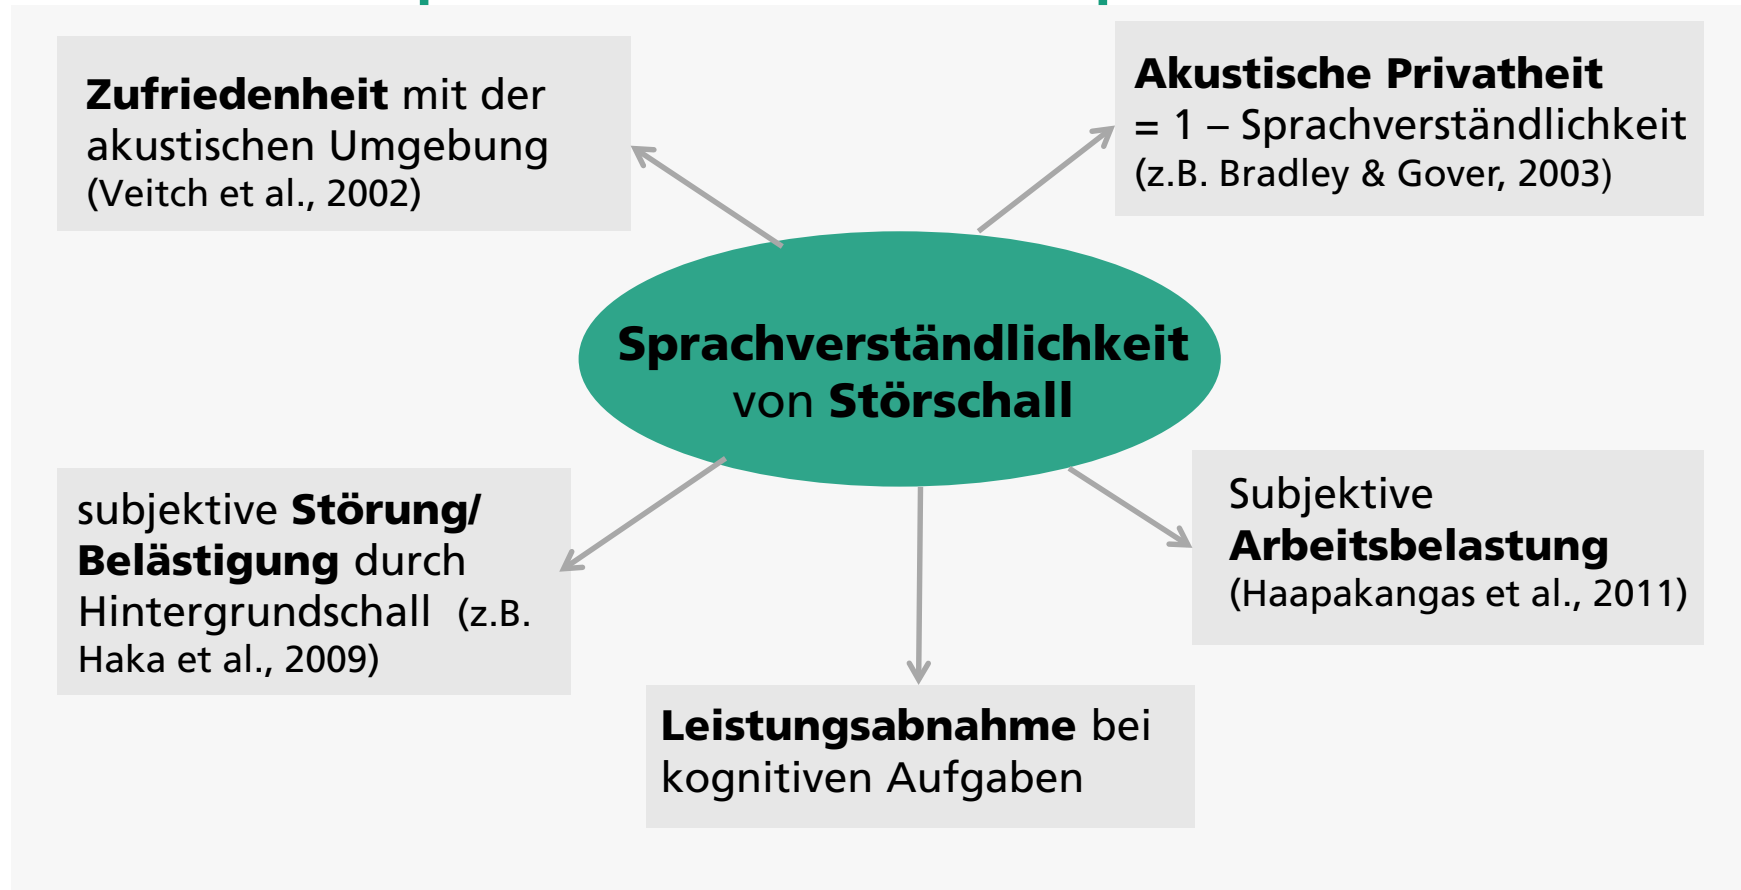 Zufriedenheit mit der
akustischen Umgebung
(Veitch et al., 2002)
Akustische Privatheit
= 1 – Sprachverständlichkeit
(z.B. Bradley & Gover, 2003)
Sprachverständlichkeit
von Störschall
subjektive Störung/
Belästigung durch
Hintergrundschall (z.B.
Haka et al., 2009)
Subjektive
Arbeitsbelastung
(Haapakangas et al., 2011)
Leistungsabnahme bei
kognitiven Aufgaben